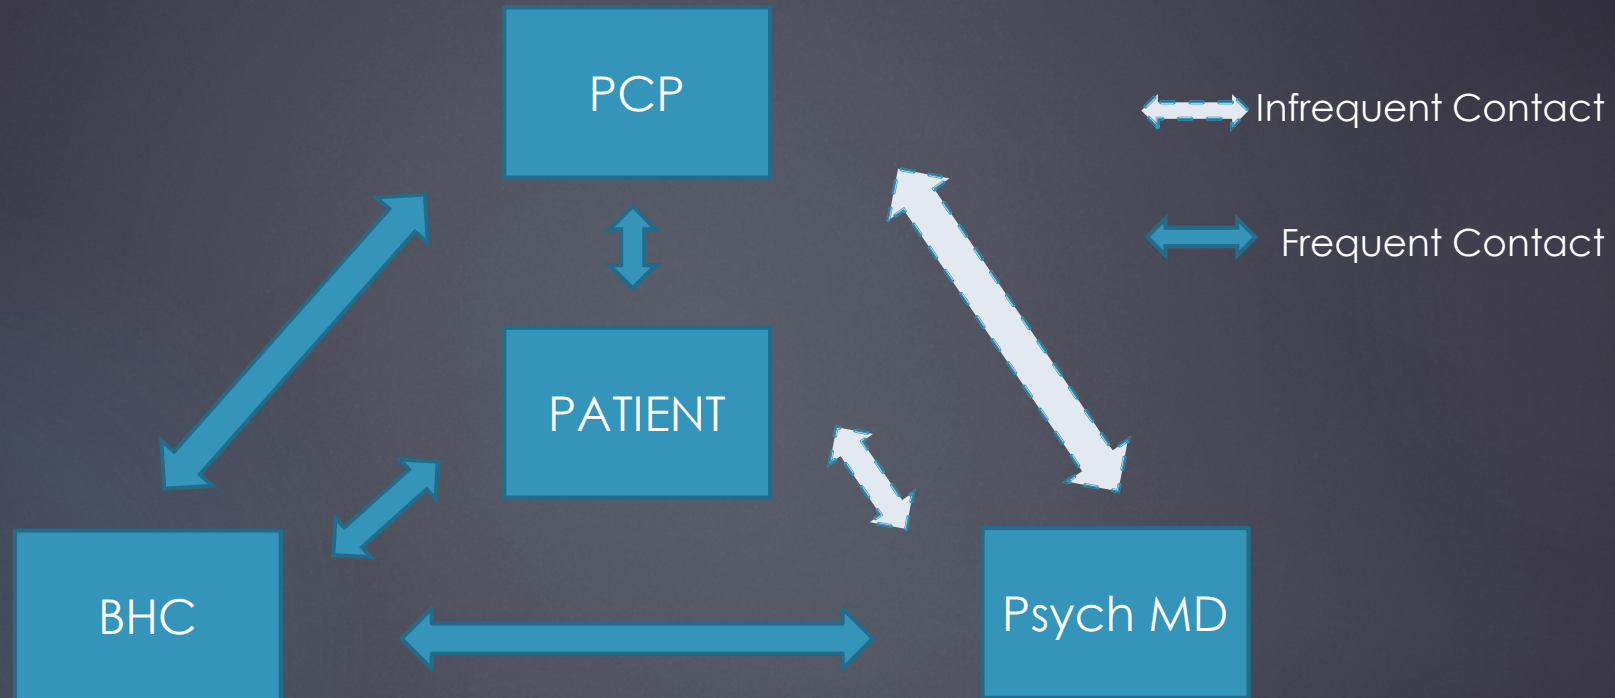 PCP
Infrequent Contact
Frequent Contact
PATIENT
BHC
Psych MD